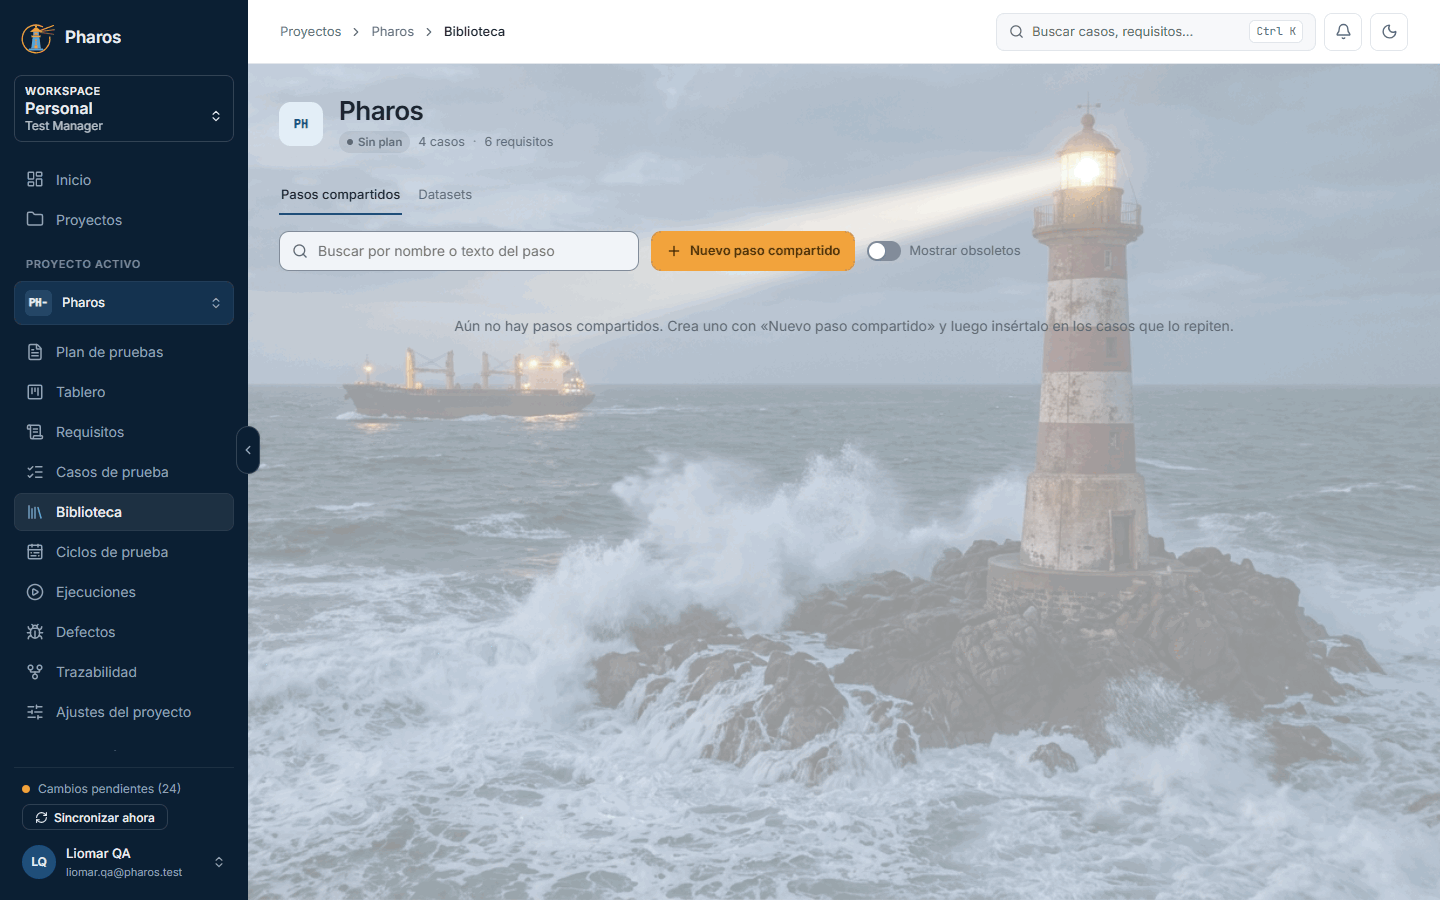 Pharos
WORKSPACE
Personal
Test Manager
Inicio
Proyectos
PROYECTO ACTIVO
PH- Pharos
Plan de pruebas
Tablero
Requisitos
Casos de prueba
Biblioteca
Ciclos de prueba
Ejecuciones
Defectos
Trazabilidad
Ajustes del proyecto
Cambios pendientes (24)
Sincronizar ahora
LQ
Liomar QA
liomar.qa@pharos.test
Proyectos > Pharos > Biblioteca
Buscar casos, requisitos... Ctrl K
PH
Pharos
Sin plan 4 casos · 6 requisitos
Pasos compartidos Datasets
Buscar por nombre o texto del paso
+ Nuevo paso compartido
Mostrar obsoletos
Aún no hay pasos compartidos. Crea uno con «Nuevo paso compartido» y luego insértalo en los casos que lo repiten.